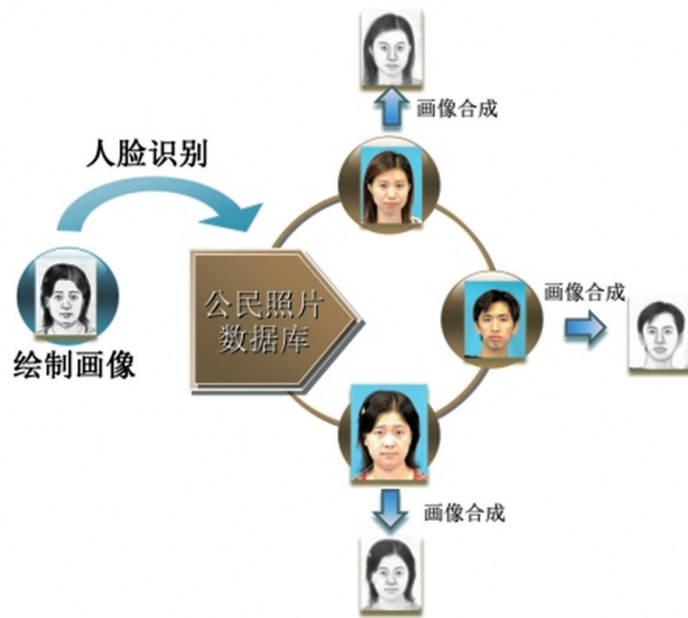 画像合成
人脸识别
画像合成
公民照片
数据库
绘制画像
画像合成